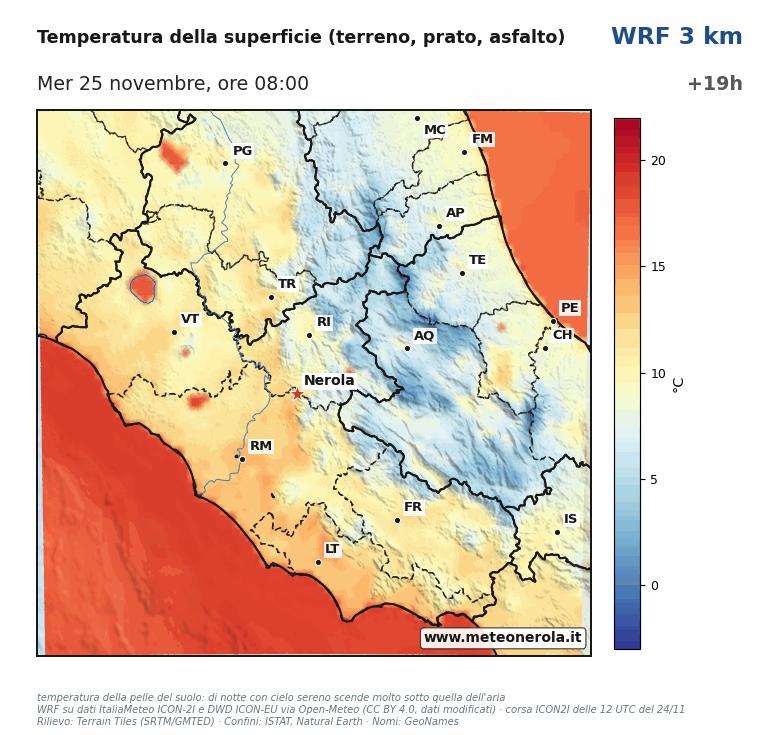 Temperatura della superficie (terreno, prato, asfalto)
WRF 3 km
Mer 25 novembre, ore 08:00
+19h
MC
FM
PG
AP
TE
TR
PE
VT
RI
CH
AQ
Nerola
RM
FR
IS
LT
www.meteonerola.it
20
15
10
5
0
°C
temperatura della pelle del suolo: di notte con cielo sereno scende molto sotto quella dell'aria
WRF su dati ItaliaMeteo ICON-2I e DWD ICON-EU via Open-Meteo (CC BY 4.0, dati modificati) · corsa ICON2I delle 12 UTC del 24/11
Rilievo: Terrain Tiles (SRTM/GMTED) · Confini: ISTAT, Natural Earth · Nomi: GeoNames